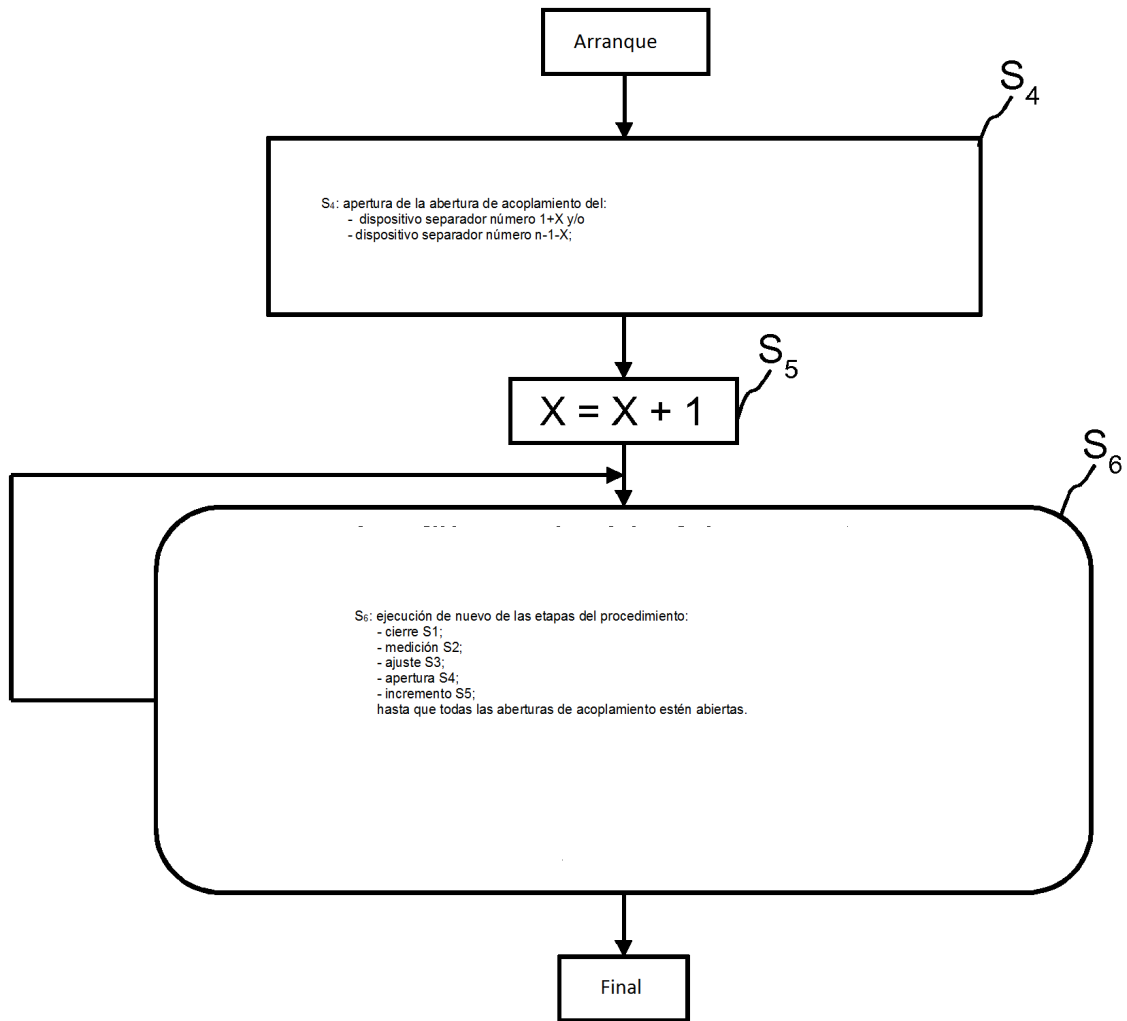 Arranque
S4
S4: apertura de la abertura de acoplamiento del:
- dispositivo separador número 1+X y/o
- dispositivo separador número n-1-X;
S5
X = X + 1
S6
S6: ejecución de nuevo de las etapas del procedimiento:
- cierre S1;
- medición S2;
- ajuste S3;
- apertura S4;
- incremento S5;
hasta que todas las aberturas de acoplamiento estén abiertas.
Final